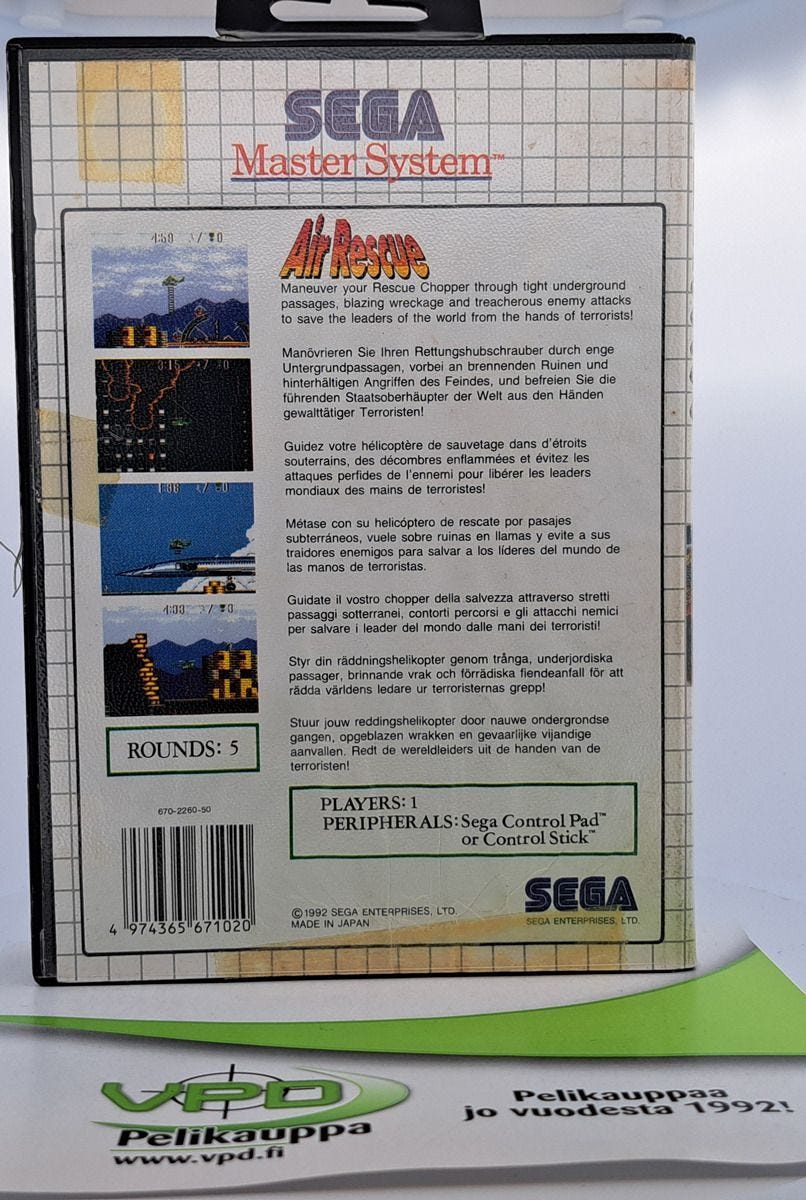 SEGA
Master System™
Air Rescue
Maneuver your Rescue Chopper through tight underground
passages, blazing wreckage and treacherous enemy attacks
to save the leaders of the world from the hands of terrorists!
Manövrieren Sie Ihren Rettungshubschrauber durch enge
Untergrundpassagen, vorbei an brennenden Ruinen und
hinterhältigen Angriffen des Feindes, und befreien Sie die
führenden Staatsoberhäupter der Welt aus den Händen
gewalttätiger Terroristen!
Guidez votre hélicoptère de sauvetage dans d'étroits
souterrains, des décombres enflammées et évitez les
attaques perfides de l'ennemi pour libérer les leaders
mondiaux des mains de terroristes!
Métase con su helicóptero de rescate por pasajes
subterráneos, vuele sobre ruinas en llamas y evite a sus
traidores enemigos para salvar a los líderes del mundo de
las manos de terroristas.
Guidate il vostro chopper della salvezza attraverso stretti
passaggi sotterranei, contorti percorsi e gli attacchi nemici
per salvare i leader del mondo dalle mani dei terroristi!
Styr din räddningshelikopter genom trånga, underjordiska
passager, brinnande vrak och förrädiska fiendeanfall för att
rädda världens ledare ur terroristernas grepp!
Stuur jouw reddingshelikopter door nauwe ondergrondse
gangen, opgeblazen wrakken en gevaarlijke vijandige
aanvallen. Redt de wereldleiders uit de handen van de
terroristen!
4:50
3:15
4:03
ROUNDS: 5
PLAYERS: 1
PERIPHERALS: Sega Control Pad™
or Control Stick™
670-2260-50
4 974365 671020
©1992 SEGA ENTERPRISES, LTD.
MADE IN JAPAN
SEGA
SEGA ENTERPRISES, LTD.
VPD
Pelikauppa
www.vpd.fi
Pelikauppaa
jo vuodesta 1992!